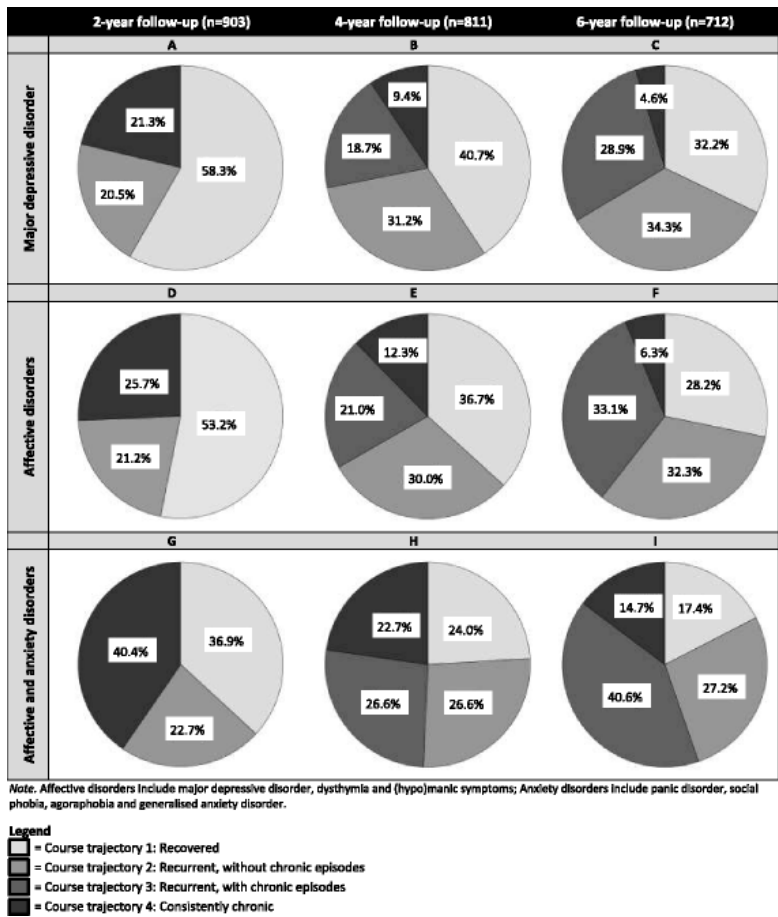 2-year follow-up (n=903) 4-year follow-up (n=811) 6-year follow-up (n=712)
A B C
Major depressive disorder
21.3% 58.3% 20.5%
9.4% 18.7% 40.7% 31.2%
4.6% 28.9% 32.2% 34.3%
D E F
Affective disorders
25.7% 53.2% 21.2%
12.3% 21.0% 36.7% 30.0%
6.3% 33.1% 28.2% 32.3%
G H I
Affective and anxiety disorders
40.4% 36.9% 22.7%
22.7% 24.0% 26.6% 26.6%
14.7% 17.4% 40.6% 27.2%
Note. Affective disorders include major depressive disorder, dysthymia and (hypo)manic symptoms; Anxiety disorders include panic disorder, social
phobia, agoraphobia and generalised anxiety disorder.
Legend
= Course trajectory 1: Recovered
= Course trajectory 2: Recurrent, without chronic episodes
= Course trajectory 3: Recurrent, with chronic episodes
= Course trajectory 4: Consistently chronic